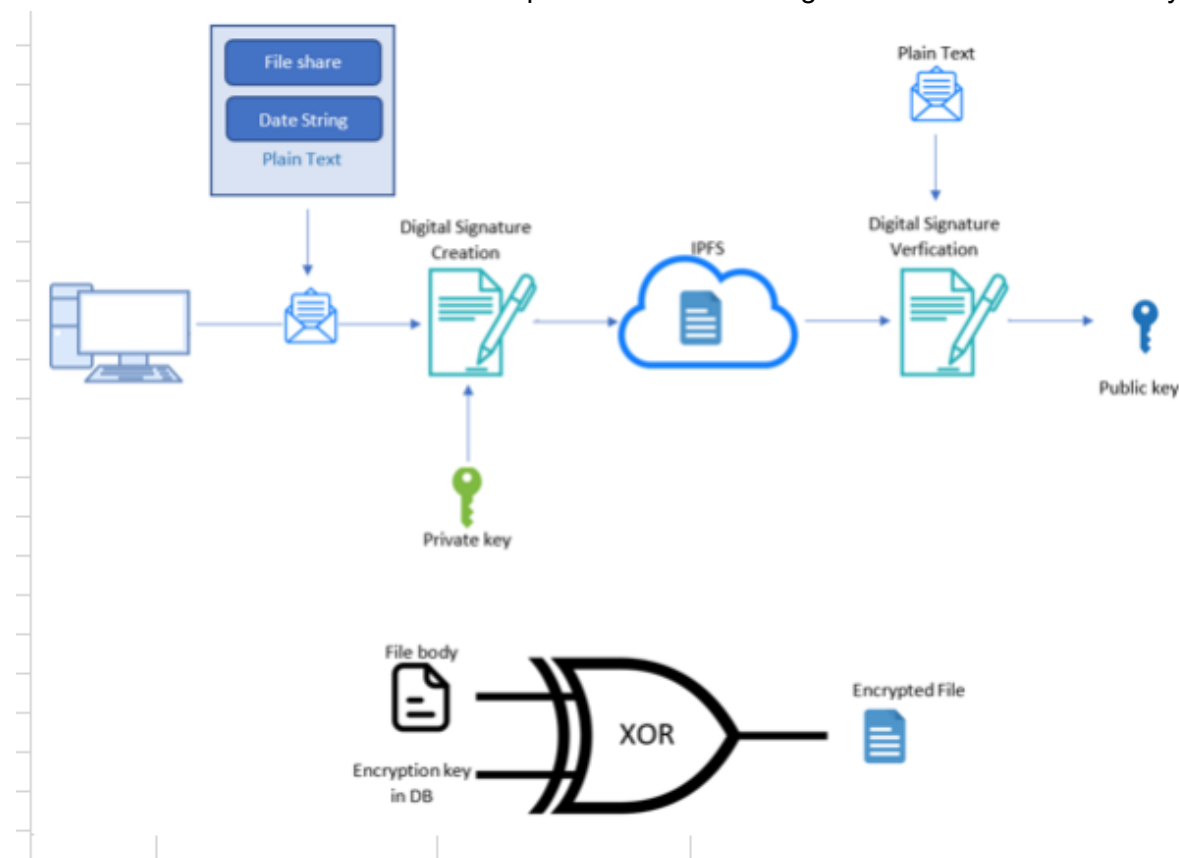 File share
Date String
Plain Text
Plain Text
Digital Signature
Creation
IPFS
Digital Signature
Verfication
Public key
Private key
File body
XOR
Encrypted File
Encryption key
in DB